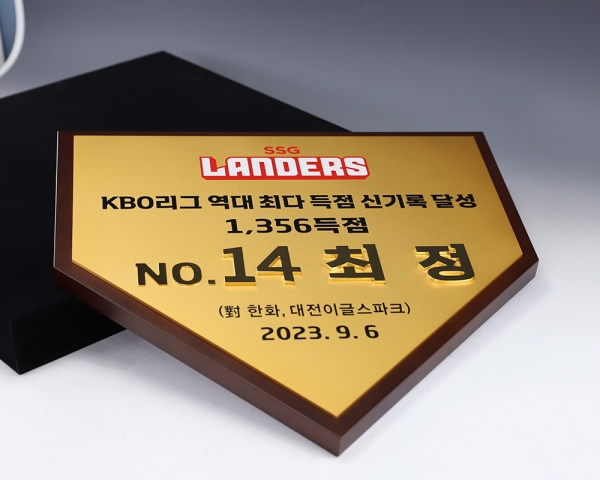 SSG
LANDERS
KBO리그 역대 최다 득점 신기록 달성
1,356득점
NO.14 최 정
(對 한화, 대전이글스파크)
2023. 9. 6